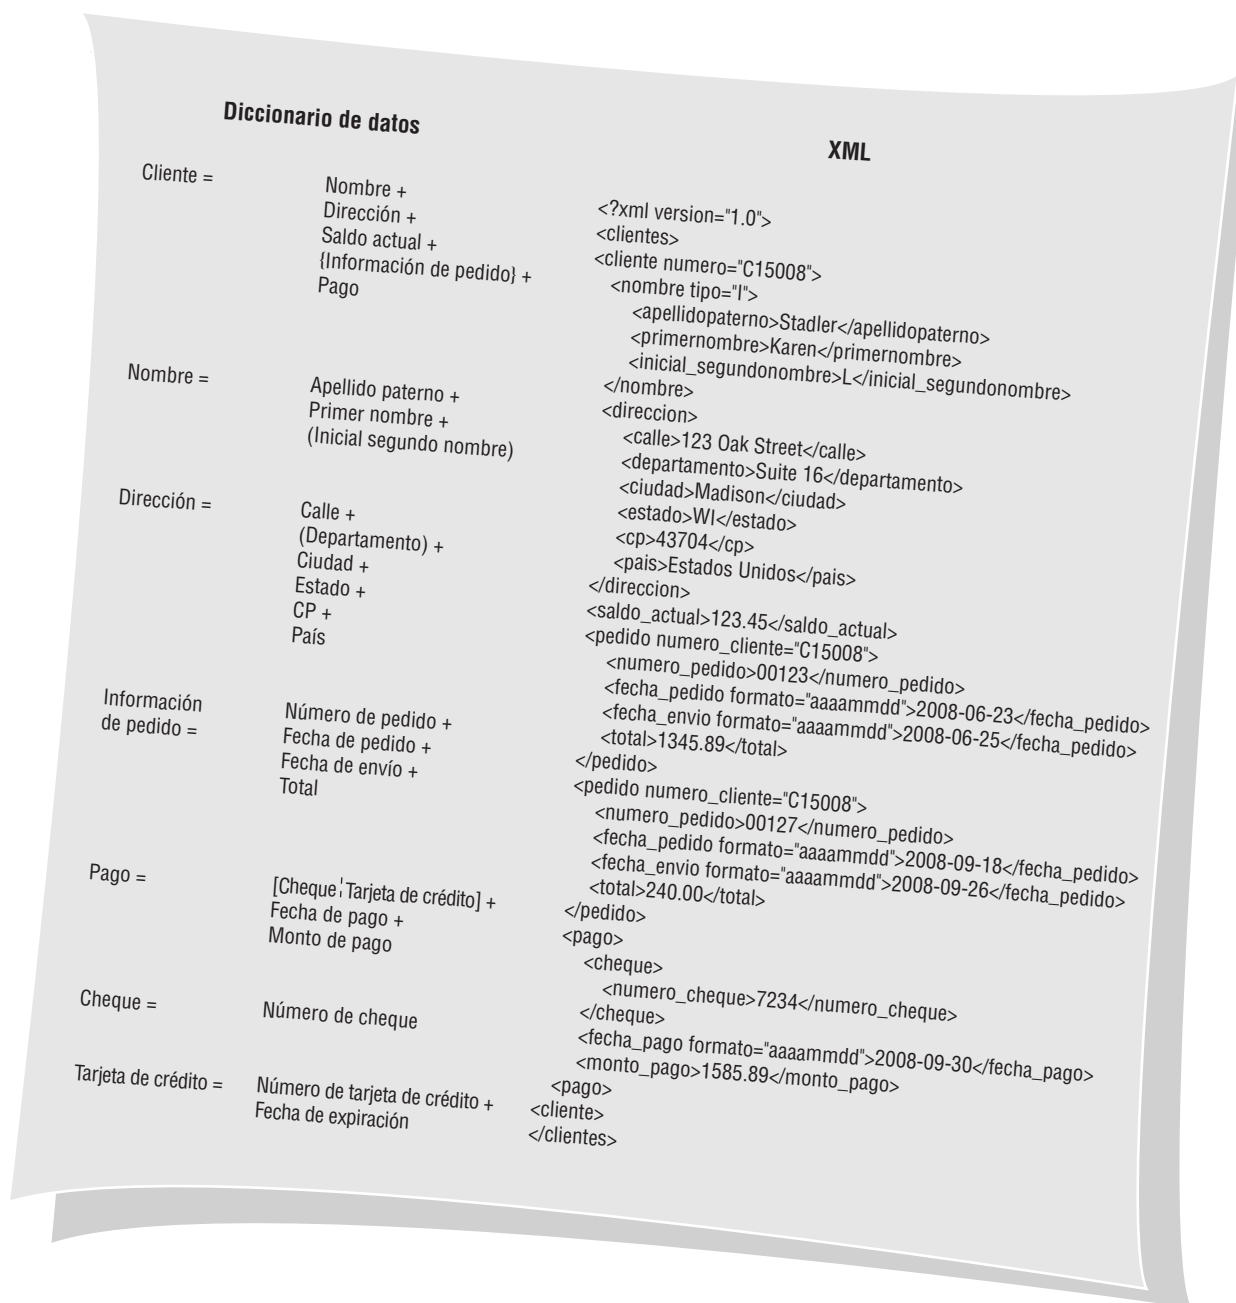 Diccionario de datos
Cliente =
Nombre +
Dirección +
Saldo actual +
{Información de pedido} +
Pago
Nombre =
Apellido paterno +
Primer nombre +
(Inicial segundo nombre)
Dirección =
Calle +
(Departamento) +
Ciudad +
Estado +
CP +
País
Información
de pedido =
Número de pedido +
Fecha de pedido +
Fecha de envío +
Total
Pago =
[Cheque ¦ Tarjeta de crédito] +
Fecha de pago +
Monto de pago
Cheque =
Número de cheque
Tarjeta de crédito =
Número de tarjeta de crédito +
Fecha de expiración
XML
<?xml version="1.0">
<clientes>
<cliente numero="C15008">
<nombre tipo="I">
<apellidopaterno>Stadler</apellidopaterno>
<primernombre>Karen</primernombre>
<inicial_segundonombre>L</inicial_segundonombre>
</nombre>
<direccion>
<calle>123 Oak Street</calle>
<departamento>Suite 16</departamento>
<ciudad>Madison</ciudad>
<estado>WI</estado>
<cp>43704</cp>
<pais>Estados Unidos</pais>
</direccion>
<saldo_actual>123.45</saldo_actual>
<pedido numero_cliente="C15008">
<numero_pedido>00123</numero_pedido>
<fecha_pedido formato="aaaammdd">2008-06-23</fecha_pedido>
<fecha_envio formato="aaaammdd">2008-06-25</fecha_pedido>
<total>1345.89</total>
</pedido>
<pedido numero_cliente="C15008">
<numero_pedido>00127</numero_pedido>
<fecha_pedido formato="aaaammdd">2008-09-18</fecha_pedido>
<fecha_envio formato="aaaammdd">2008-09-26</fecha_pedido>
<total>240.00</total>
</pedido>
<pago>
<cheque>
<numero_cheque>7234</numero_cheque>
</cheque>
<fecha_pago formato="aaaammdd">2008-09-30</fecha_pago>
<monto_pago>1585.89</monto_pago>
<pago>
<cliente>
</clientes>